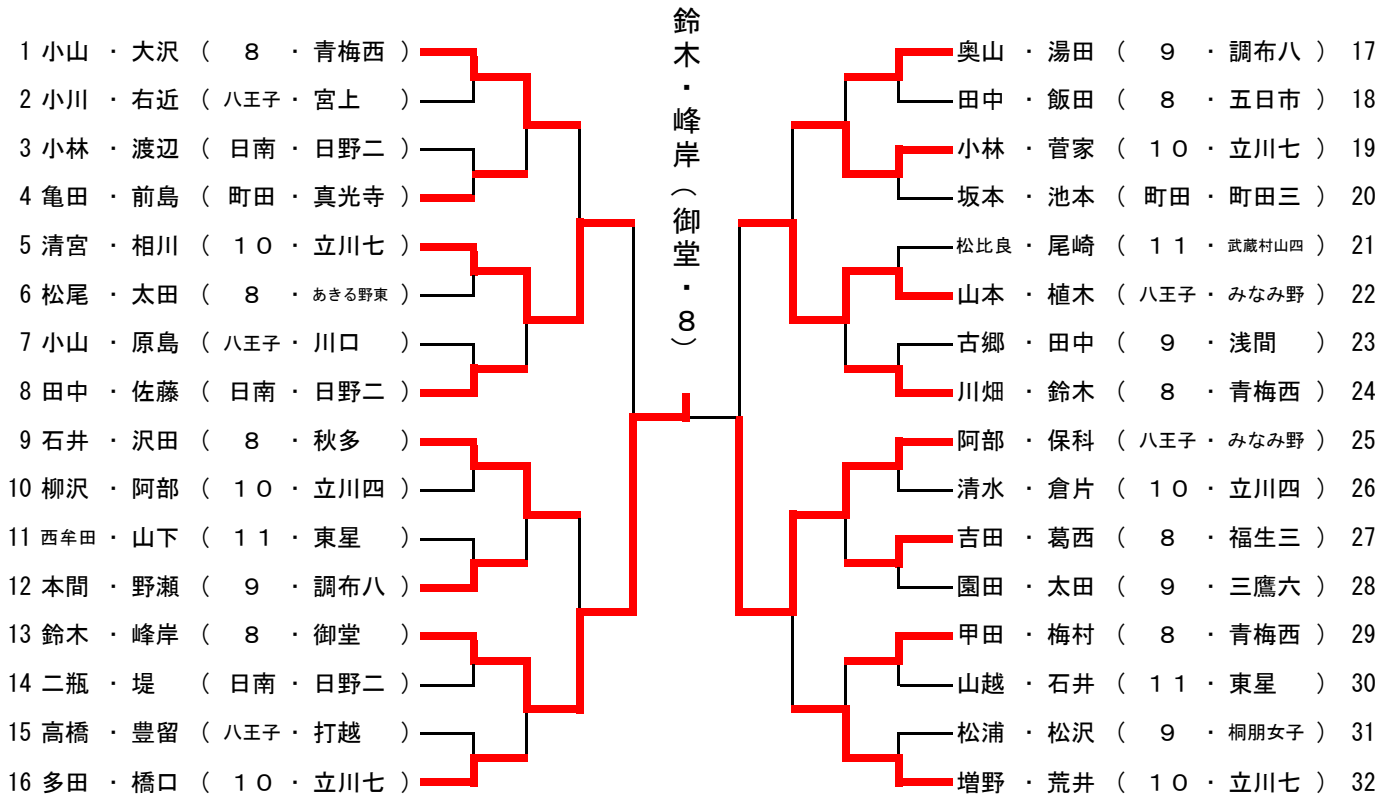 1 小山 ・ 大沢 （ 8 ・ 青梅西 ）
2 小川 ・ 右近 （ 八王子 ・ 宮上 ）
3 小林 ・ 渡辺 （ 日南 ・ 日野二 ）
4 亀田 ・ 前島 （ 町田 ・ 真光寺 ）
5 清宮 ・ 相川 （ 10 ・ 立川七 ）
6 松尾 ・ 太田 （ 8 ・ あきる野東 ）
7 小山 ・ 原島 （ 八王子 ・ 川口 ）
8 田中 ・ 佐藤 （ 日南 ・ 日野二 ）
9 石井 ・ 沢田 （ 8 ・ 秋多 ）
10 柳沢 ・ 阿部 （ 10 ・ 立川四 ）
11 西牟田 ・ 山下 （ 11 ・ 東星 ）
12 本間 ・ 野瀬 （ 9 ・ 調布八 ）
13 鈴木 ・ 峰岸 （ 8 ・ 御堂 ）
14 二瓶 ・ 堤 （ 日南 ・ 日野二 ）
15 高橋 ・ 豊留 （ 八王子 ・ 打越 ）
16 多田 ・ 橋口 （ 10 ・ 立川七 ）
鈴木・峰岸（御堂・8）
奥山 ・ 湯田 （ 9 ・ 調布八 ） 17
田中 ・ 飯田 （ 8 ・ 五日市 ） 18
小林 ・ 菅家 （ 10 ・ 立川七 ） 19
坂本 ・ 池本 （ 町田 ・ 町田三 ） 20
松比良 ・ 尾崎 （ 11 ・ 武蔵村山四 ） 21
山本 ・ 植木 （ 八王子 ・ みなみ野 ） 22
古郷 ・ 田中 （ 9 ・ 浅間 ） 23
川畑 ・ 鈴木 （ 8 ・ 青梅西 ） 24
阿部 ・ 保科 （ 八王子 ・ みなみ野 ） 25
清水 ・ 倉片 （ 10 ・ 立川四 ） 26
吉田 ・ 葛西 （ 8 ・ 福生三 ） 27
園田 ・ 太田 （ 9 ・ 三鷹六 ） 28
甲田 ・ 梅村 （ 8 ・ 青梅西 ） 29
山越 ・ 石井 （ 11 ・ 東星 ） 30
松浦 ・ 松沢 （ 9 ・ 桐朋女子 ） 31
増野 ・ 荒井 （ 10 ・ 立川七 ） 32